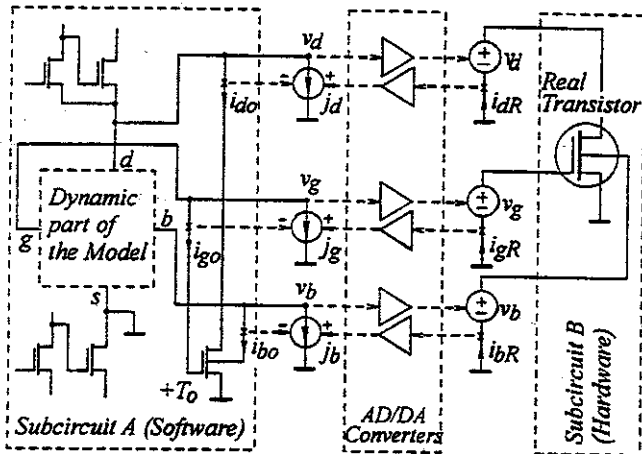 v_d
v_d
Real
Transistor
i_do
- + j_d
i_dR
d
Dynamic
part of
the Model
g
b
v_g
v_g
- + j_g
i_go
i_gR
s
v_b
v_b
- + j_b
i_bo
i_bR
+T_o
Subcircuit A (Software)
AD/DA
Converters
Subcircuit B
(Hardware)